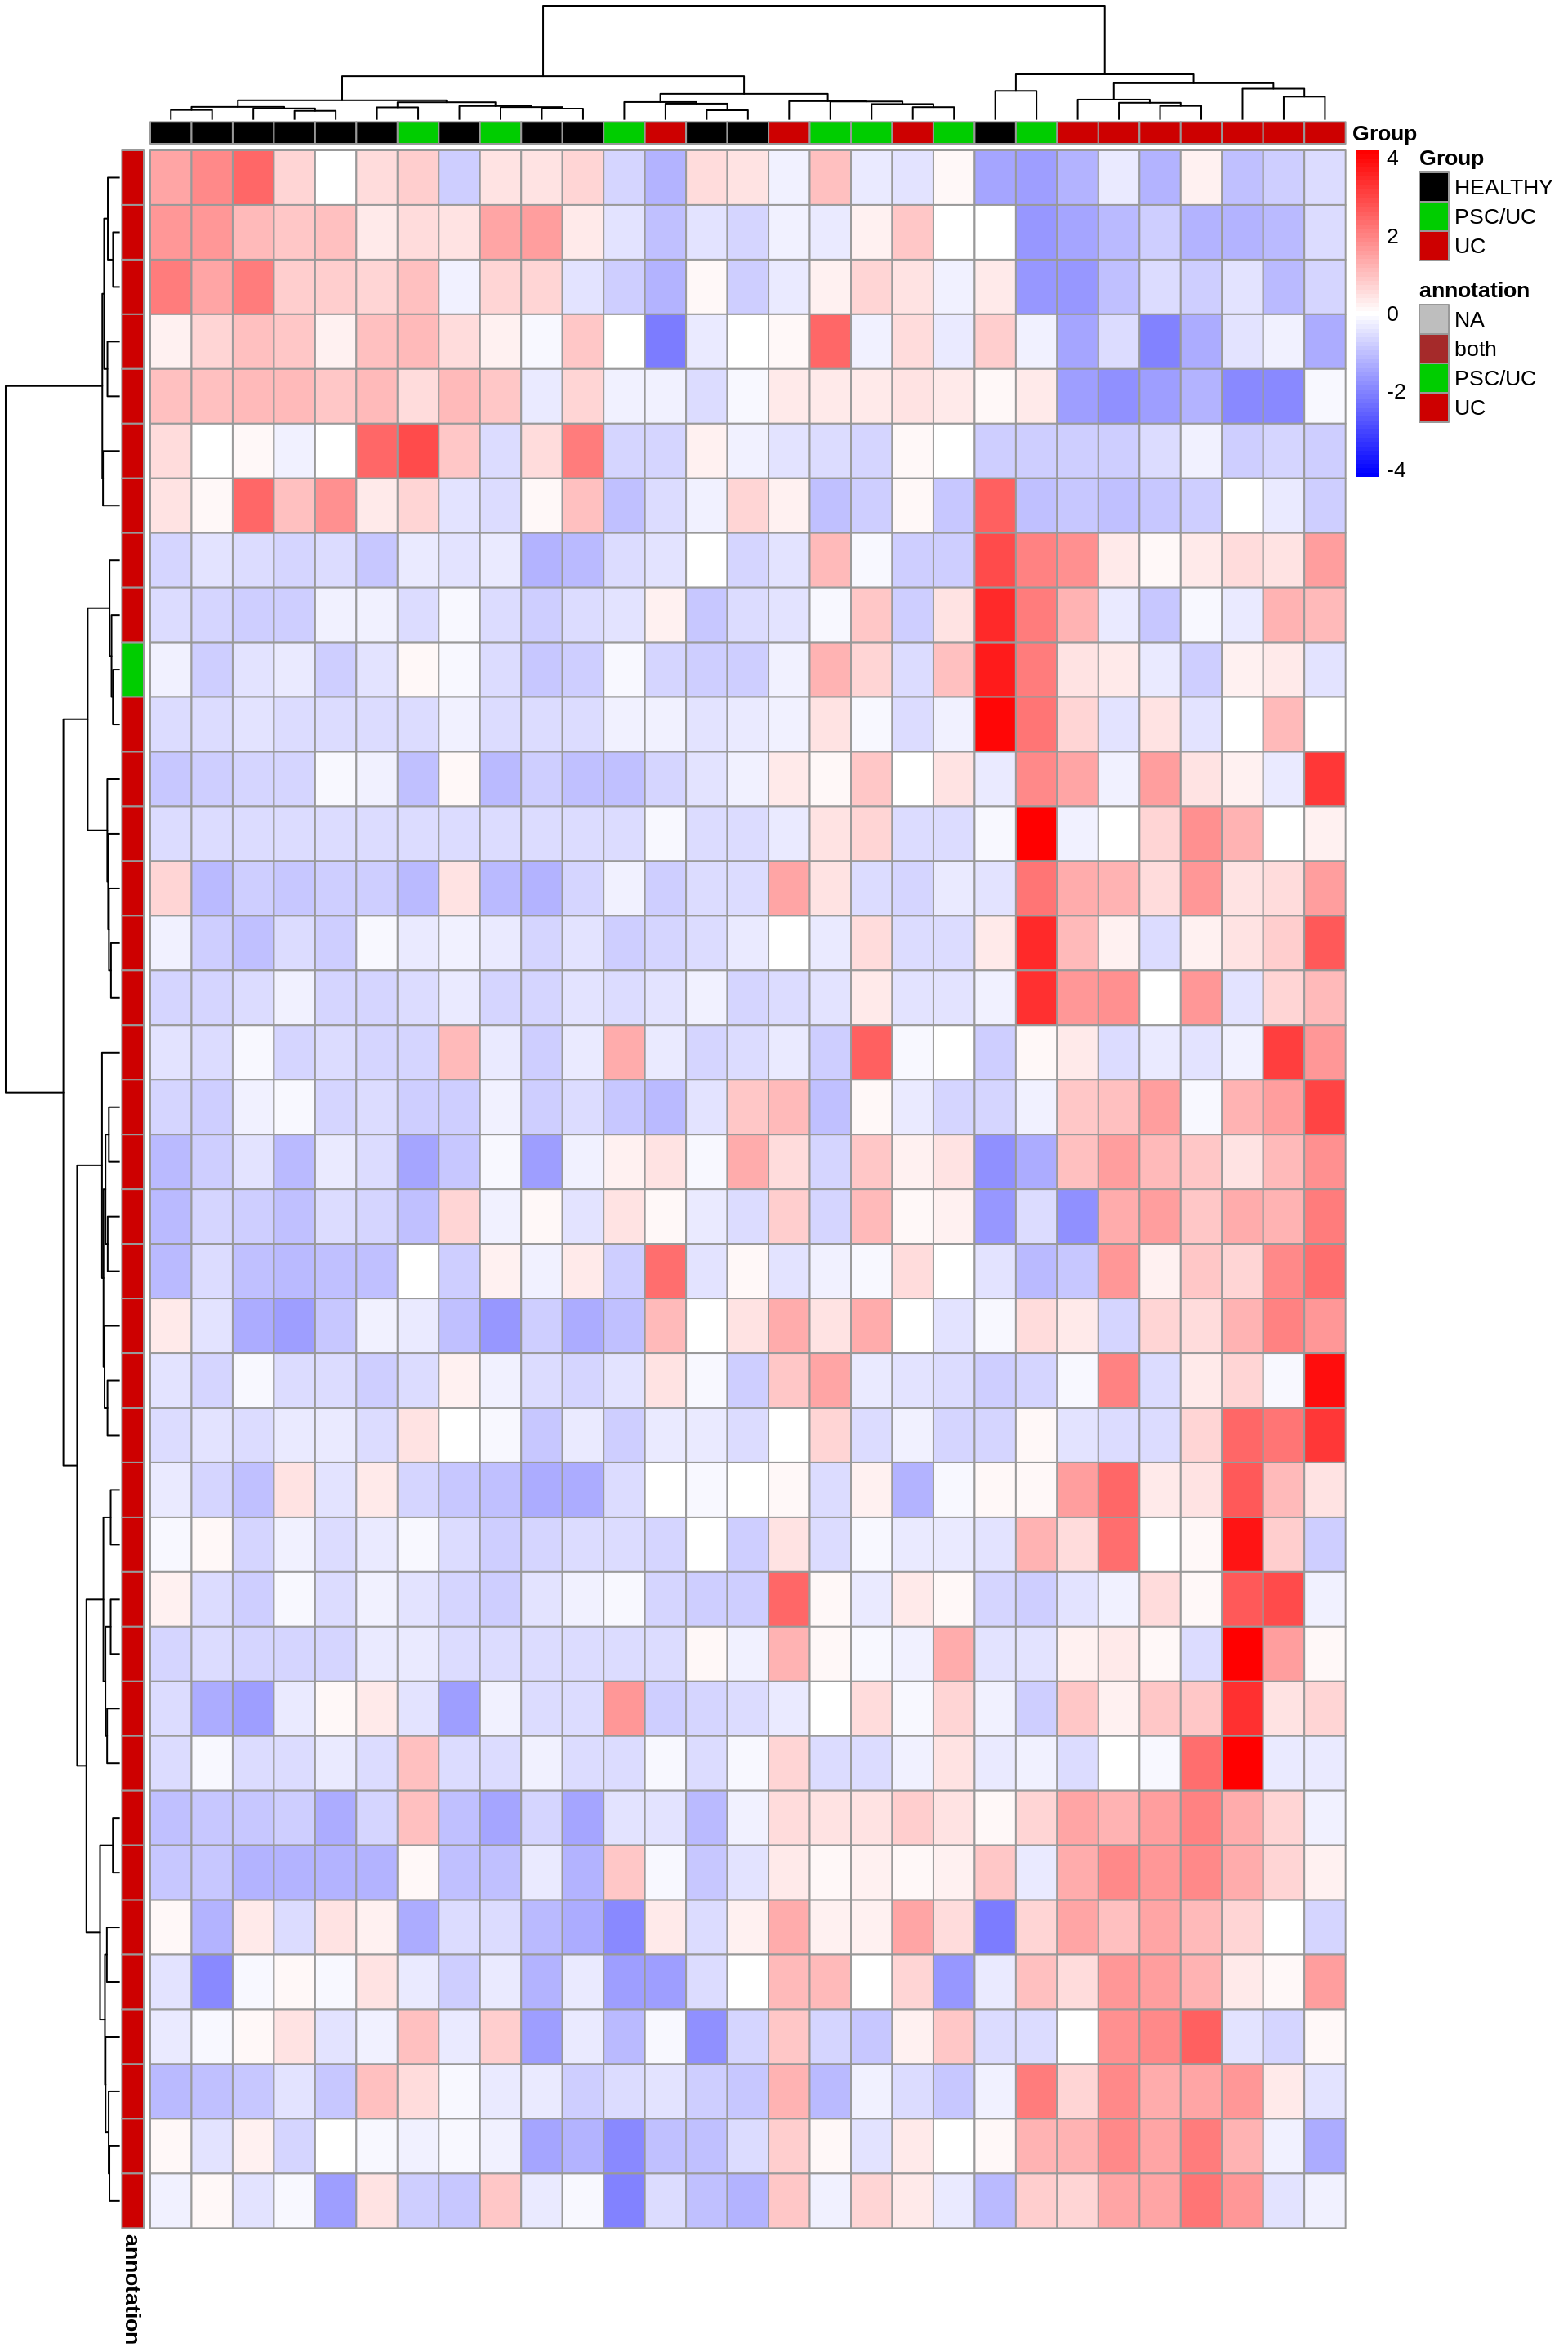 Group
4
2
0
-2
-4
Group
HEALTHY
PSC/UC
UC
annotation
NA
both
PSC/UC
UC
annotation